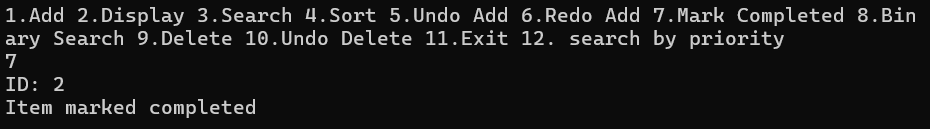 1.Add 2.Display 3.Search 4.Sort 5.Undo Add 6.Redo Add 7.Mark Completed 8.Bin
ary Search 9.Delete 10.Undo Delete 11.Exit 12. search by priority
7
ID: 2
Item marked completed